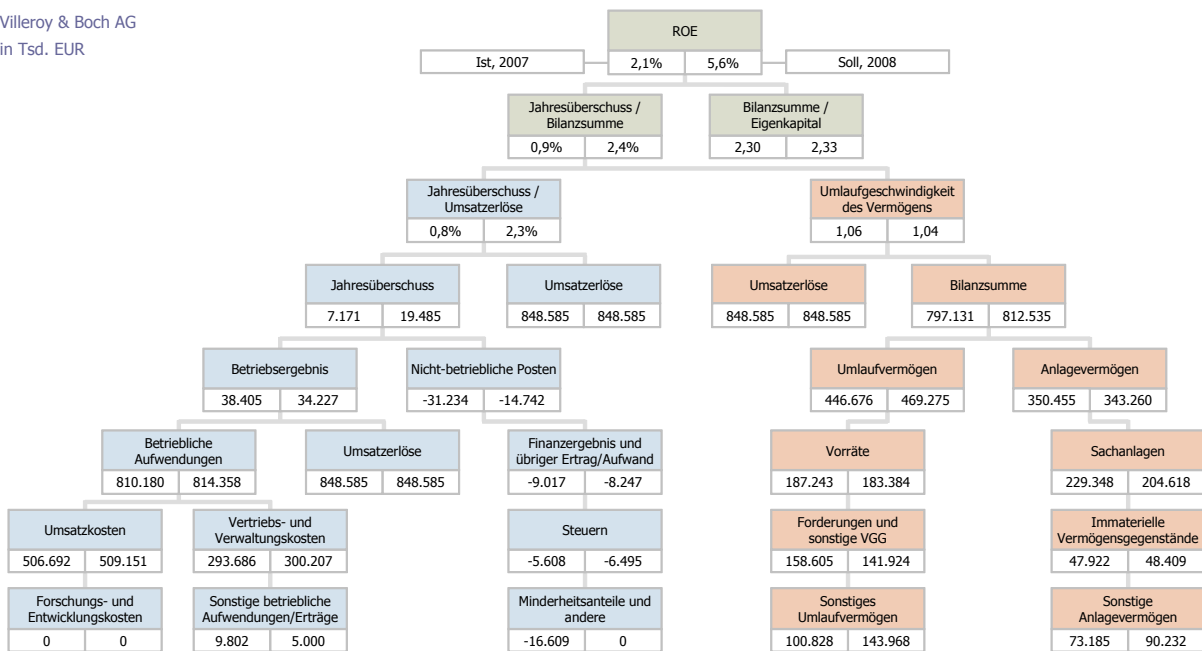 Villeroy & Boch AG
in Tsd. EUR
ROE
Ist, 2007
2,1% 5,6%
Soll, 2008
Jahresüberschuss /
Bilanzsumme
0,9% 2,4%
Bilanzsumme /
Eigenkapital
2,30 2,33
Jahresüberschuss /
Umsatzerlöse
0,8% 2,3%
Umlaufgeschwindigkeit
des Vermögens
1,06 1,04
Jahresüberschuss
7.171 19.485
Umsatzerlöse
848.585 848.585
Umsatzerlöse
848.585 848.585
Bilanzsumme
797.131 812.535
Betriebsergebnis
38.405 34.227
Nicht-betriebliche Posten
-31.234 -14.742
Umlaufvermögen
446.676 469.275
Anlagevermögen
350.455 343.260
Betriebliche
Aufwendungen
810.180 814.358
Umsatzerlöse
848.585 848.585
Finanzergebnis und
übriger Ertrag/Aufwand
-9.017 -8.247
Vorräte
187.243 183.384
Sachanlagen
229.348 204.618
Umsatzkosten
506.692 509.151
Vertriebs- und
Verwaltungskosten
293.686 300.207
Steuern
-5.608 -6.495
Forderungen und
sonstige VGG
158.605 141.924
Immaterielle
Vermögensgegenstände
47.922 48.409
Forschungs- und
Entwicklungskosten
0 0
Sonstige betriebliche
Aufwendungen/Erträge
9.802 5.000
Minderheitsanteile und
andere
-16.609 0
Sonstiges
Umlaufvermögen
100.828 143.968
Sonstige
Anlagevermögen
73.185 90.232